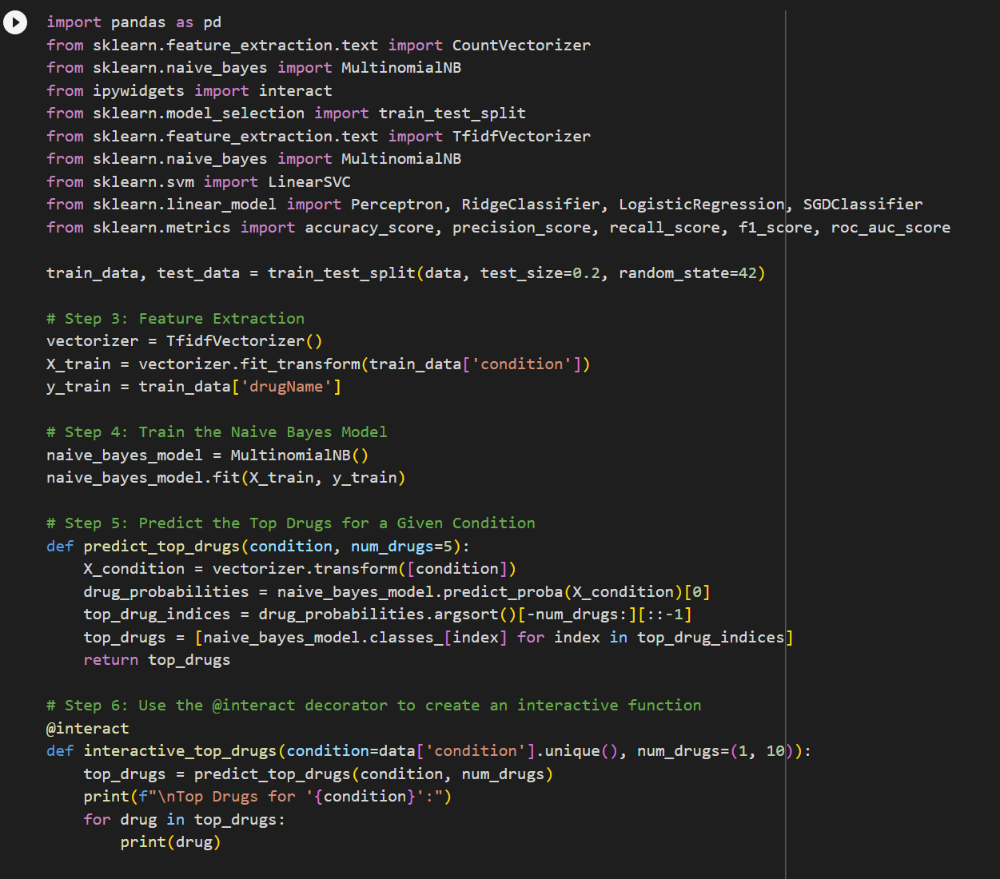 import pandas as pd
from sklearn.feature_extraction.text import CountVectorizer
from sklearn.naive_bayes import MultinomialNB
from ipywidgets import interact
from sklearn.model_selection import train_test_split
from sklearn.feature_extraction.text import TfidfVectorizer
from sklearn.naive_bayes import MultinomialNB
from sklearn.svm import LinearSVC
from sklearn.linear_model import Perceptron, RidgeClassifier, LogisticRegression, SGDClassifier
from sklearn.metrics import accuracy_score, precision_score, recall_score, f1_score, roc_auc_score

train_data, test_data = train_test_split(data, test_size=0.2, random_state=42)

# Step 3: Feature Extraction
vectorizer = TfidfVectorizer()
X_train = vectorizer.fit_transform(train_data['condition'])
y_train = train_data['drugName']

# Step 4: Train the Naive Bayes Model
naive_bayes_model = MultinomialNB()
naive_bayes_model.fit(X_train, y_train)

# Step 5: Predict the Top Drugs for a Given Condition
def predict_top_drugs(condition, num_drugs=5):
    X_condition = vectorizer.transform([condition])
    drug_probabilities = naive_bayes_model.predict_proba(X_condition)[0]
    top_drug_indices = drug_probabilities.argsort()[-num_drugs:][::-1]
    top_drugs = [naive_bayes_model.classes_[index] for index in top_drug_indices]
    return top_drugs

# Step 6: Use the @interact decorator to create an interactive function
@interact
def interactive_top_drugs(condition=data['condition'].unique(), num_drugs=(1, 10)):
    top_drugs = predict_top_drugs(condition, num_drugs)
    print(f"\nTop Drugs for '{condition}':")
    for drug in top_drugs:
        print(drug)